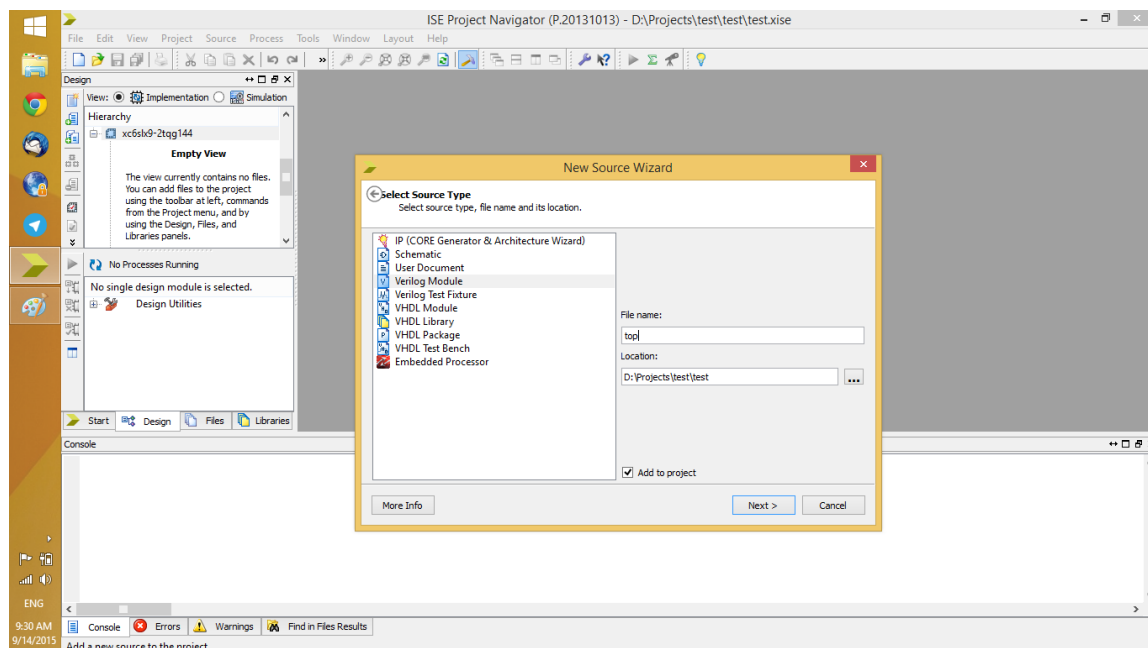 ISE Project Navigator (P.20131013) - D:\Projects\test\test\test.xise
File Edit View Project Source Process Tools Window Layout Help
»
Design
View: Implementation Simulation
Hierarchy
xc6slx9-2tqg144
Empty View
The view currently contains no files.
You can add files to the project
using the toolbar at left, commands
from the Project menu, and by
using the Design, Files, and
Libraries panels.
No Processes Running
No single design module is selected.
Design Utilities
Start Design Files Libraries
New Source Wizard
Select Source Type
Select source type, file name and its location.
IP (CORE Generator & Architecture Wizard)
Schematic
User Document
Verilog Module
Verilog Test Fixture
VHDL Module
VHDL Library
VHDL Package
VHDL Test Bench
Embedded Processor
File name:
top
Location:
D:\Projects\test\test
...
Add to project
More Info Next > Cancel
Console
Console Errors Warnings Find in Files Results
Add a new source to the project
ENG
9:30 AM
9/14/2015